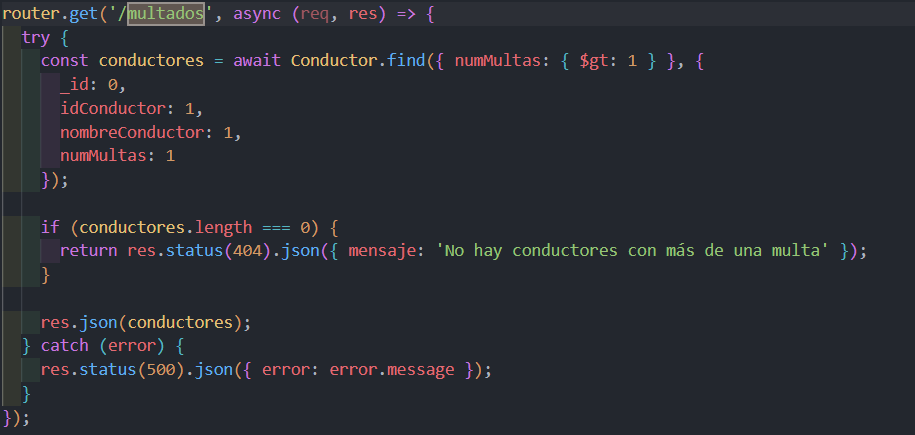 router.get('/multados', async (req, res) => {
  try {
    const conductores = await Conductor.find({ numMultas: { $gt: 1 } }, {
      _id: 0,
      idConductor: 1,
      nombreConductor: 1,
      numMultas: 1
    });

    if (conductores.length === 0) {
      return res.status(404).json({ mensaje: 'No hay conductores con más de una multa' });
    }

    res.json(conductores);
  } catch (error) {
    res.status(500).json({ error: error.message });
  }
});